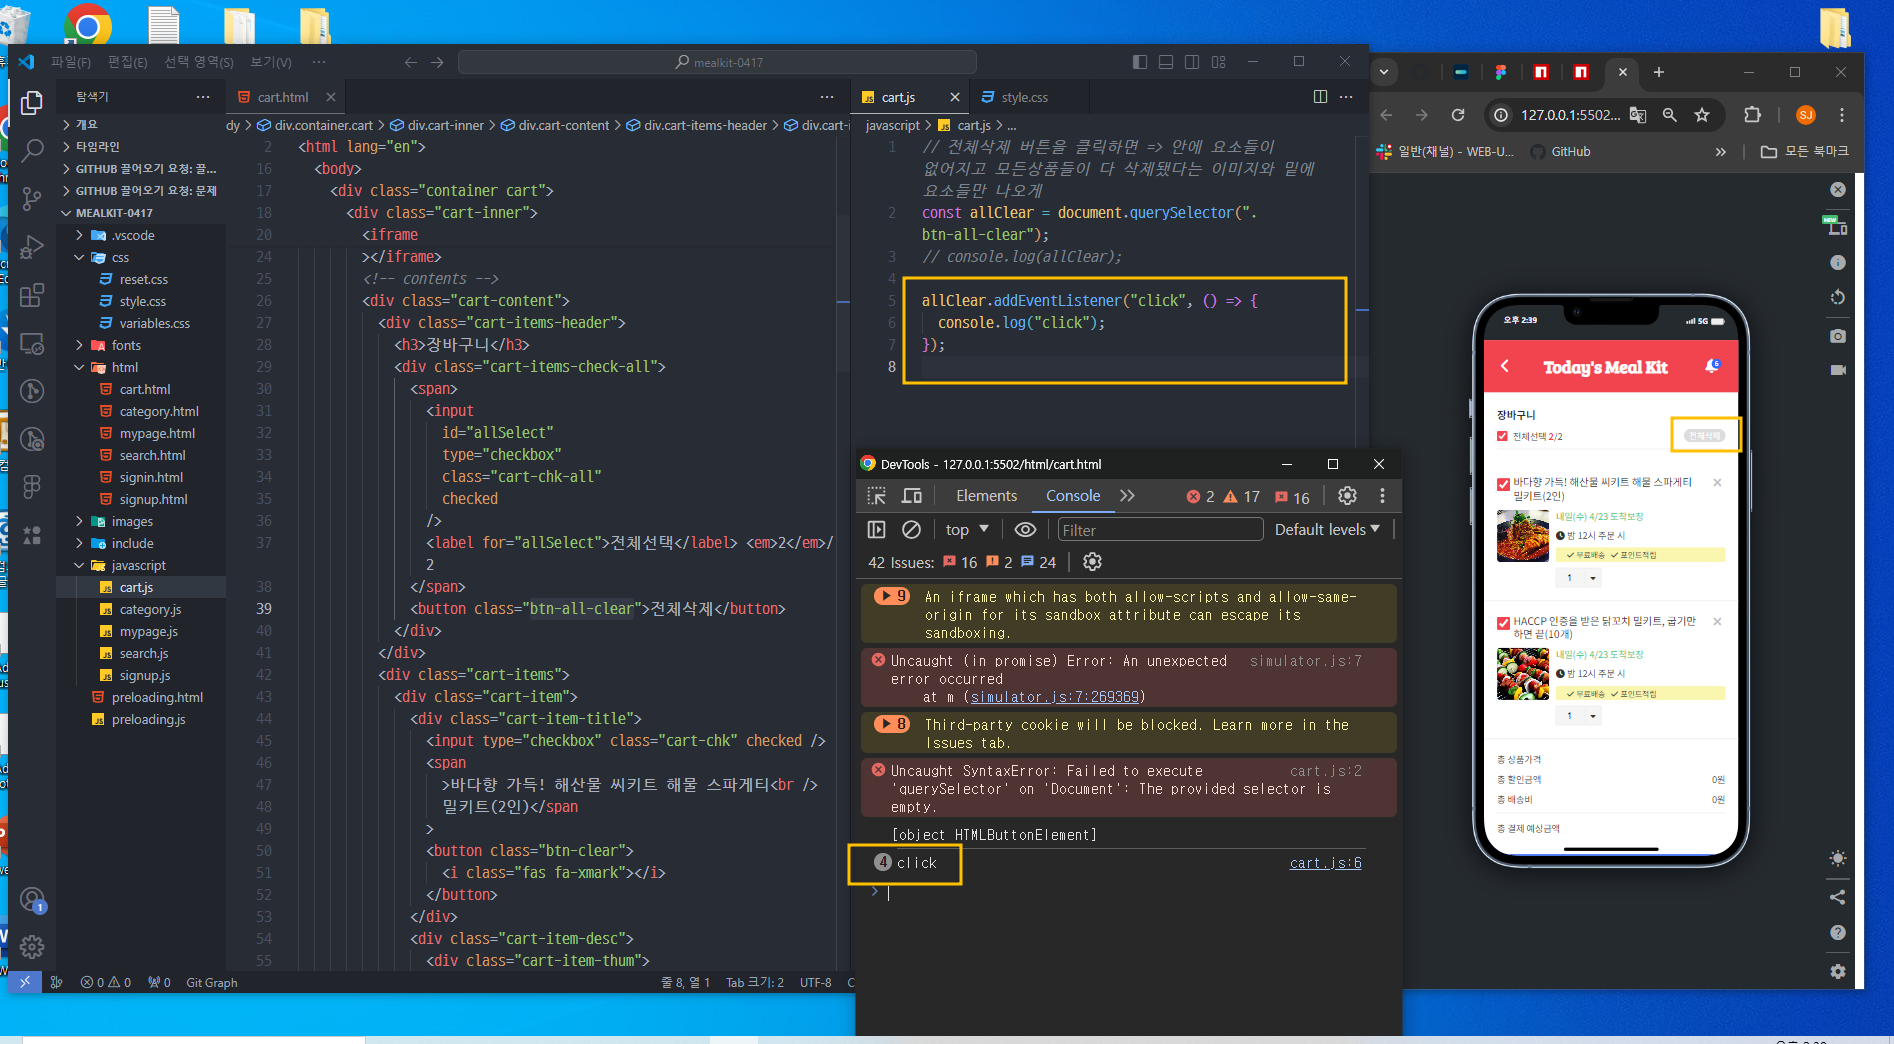 파일(F) 편집(E) 선택 영역(S) 보기(V) ···
mealkit-0417
탐색기
개요
타임라인
GITHUB 끌어오기 요청: 끌...
GITHUB 끌어오기 요청: 문제
MEALKIT-0417
.vscode
css
reset.css
style.css
variables.css
fonts
html
cart.html
category.html
mypage.html
search.html
signin.html
signup.html
images
include
javascript
cart.js
category.js
mypage.js
search.js
signup.js
preloading.html
preloading.js
1
cart.html
dy > div.container.cart > div.cart-inner > div.cart-content > div.cart-items-header > div.cart-i
2 <html lang="en">
16 <body>
17 <div class="container cart">
18 <div class="cart-inner">
20 <iframe
24 ></iframe>
25 <!-- contents -->
26 <div class="cart-content">
27 <div class="cart-items-header">
28 <h3>장바구니</h3>
29 <div class="cart-items-check-all">
30 <span>
31 <input
32 id="allSelect"
33 type="checkbox"
34 class="cart-chk-all"
35 checked
36 />
37 <label for="allSelect">전체선택</label> <em>2</em>/
2
38 </span>
39 <button class="btn-all-clear">전체삭제</button>
40 </div>
41 </div>
42 <div class="cart-items">
43 <div class="cart-item">
44 <div class="cart-item-title">
45 <input type="checkbox" class="cart-chk" checked />
46 <span
47 >바다향 가득! 해산물 씨키트 해물 스파게티<br />
48 밀키트(2인)</span
49 >
50 <button class="btn-clear">
51 <i class="fas fa-xmark"></i>
52 </button>
53 </div>
54 <div class="cart-item-desc">
55 <div class="cart-item-thum">
cart.js
style.css
javascript > cart.js > ...
1 // 전체삭제 버튼을 클릭하면 => 안에 요소들이
없어지고 모든상품들이 다 삭제됐다는 이미지와 밑에
요소들만 나오게
2 const allClear = document.querySelector(".
btn-all-clear");
3 // console.log(allClear);
4
5 allClear.addEventListener("click", () => {
6 console.log("click");
7 });
8
0 0 0 Git Graph
줄 8, 열 1 Tab 크기: 2 UTF-8 C
DevTools - 127.0.0.1:5502/html/cart.html
Elements Console 2 17 16
top Filter Default levels
42 Issues: 16 2 24
9 An iframe which has both allow-scripts and allow-same-
origin for its sandbox attribute can escape its
sandboxing.
Uncaught (in promise) Error: An unexpected simulator.js:7
error occurred
at m (simulator.js:7:269369)
8 Third-party cookie will be blocked. Learn more in the
Issues tab.
Uncaught SyntaxError: Failed to execute cart.js:2
'querySelector' on 'Document': The provided selector is
empty.
[object HTMLButtonElement]
4 click cart.js:6
127.0.0.1:5502...
SJ
일반(채널) - WEB-U...
GitHub
모든 북마크
NEW
오후 2:39
5G
Today's Meal Kit
6
장바구니
전체선택 2/2
전체삭제
바다향 가득! 해산물 씨키트 해물 스파게티
밀키트(2인)
내일(수) 4/23 도착보장
밤 12시 주문 시
무료배송 포인트적립
1
HACCP 인증을 받은 닭꼬치 밀키트, 굽기만
하면 끝(10개)
내일(수) 4/23 도착보장
밤 12시 주문 시
무료배송 포인트적립
1
총 상품가격
총 할인금액 0원
총 배송비 0원
총 결제 예상금액